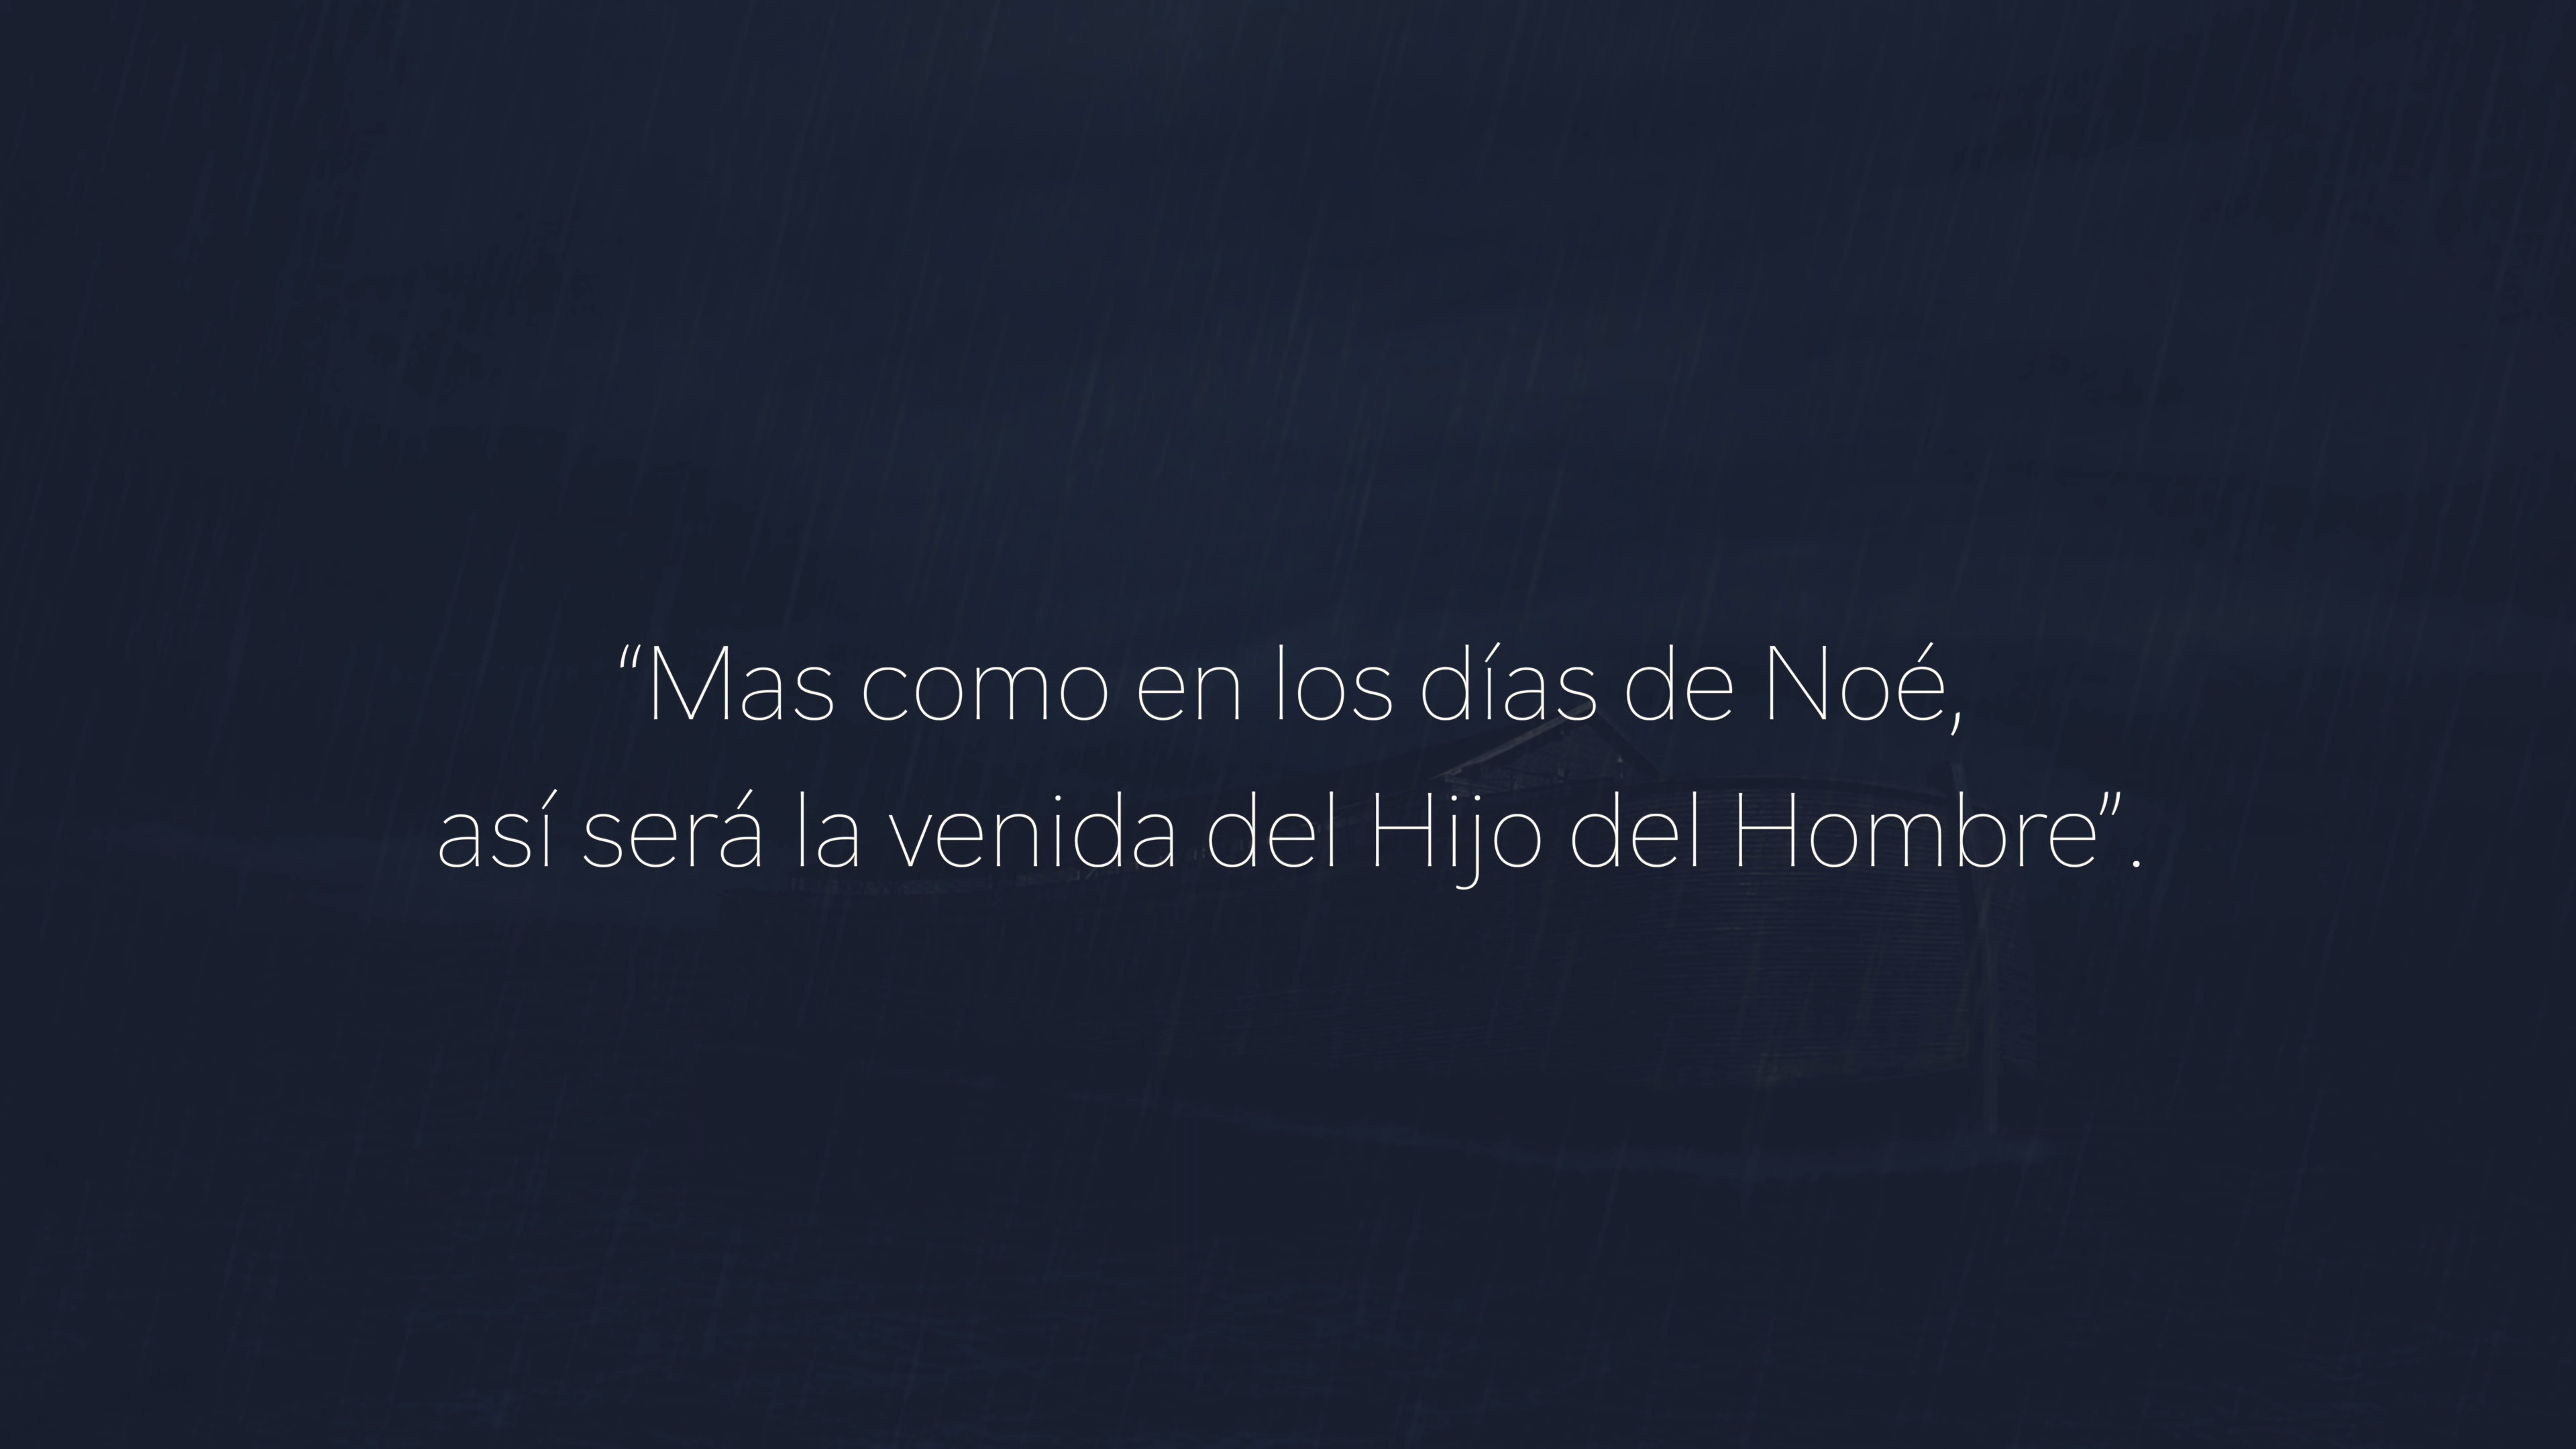 “Mas como en los días de Noé,
así será la venida del Hijo del Hombre”.